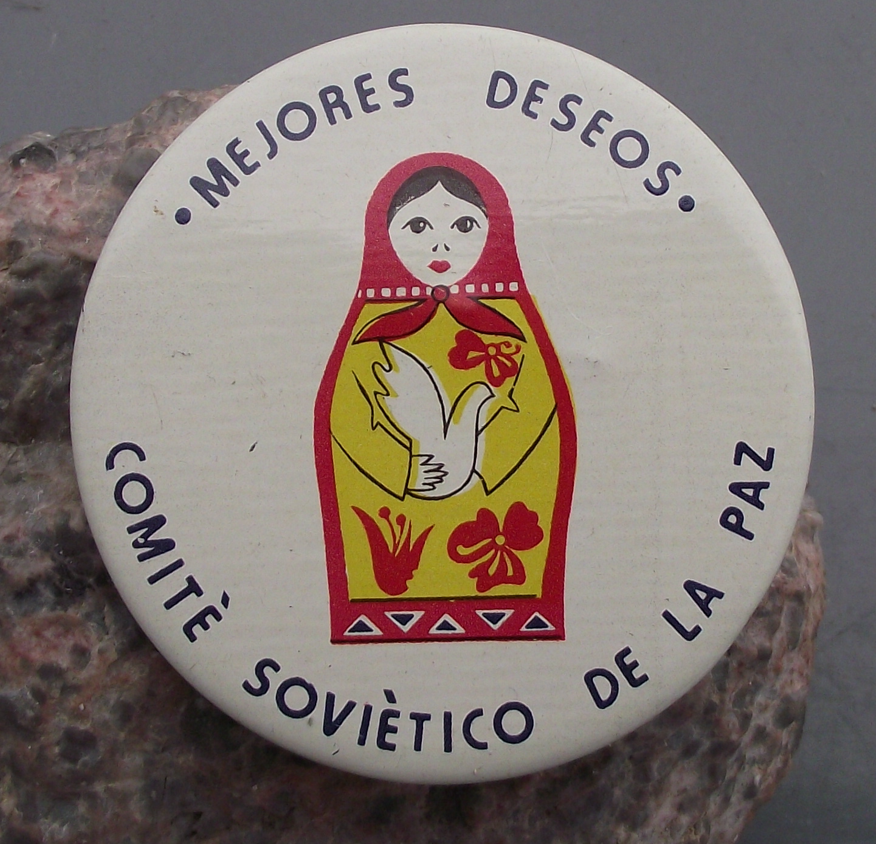 • MEJORES DESEOS •
COMITÈ SOVIÈTICO DE LA PAZ